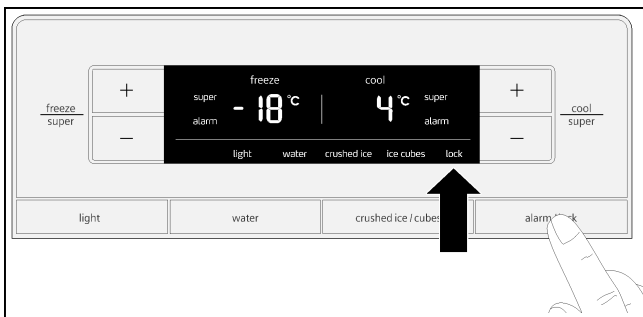 freeze cool
+ super super +
freeze - 18 °C 4 °C cool
super alarm alarm super
− −
light water crushed ice ice cubes lock
light water crushed ice / cubes alarm